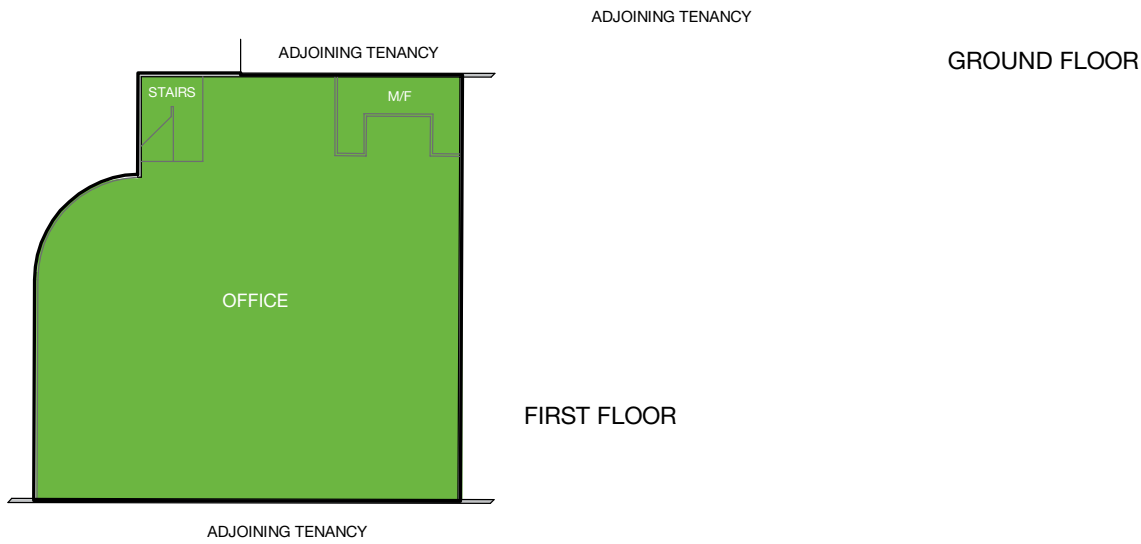 ADJOINING TENANCY
ADJOINING TENANCY
GROUND FLOOR
STAIRS
M/F
OFFICE
FIRST FLOOR
ADJOINING TENANCY